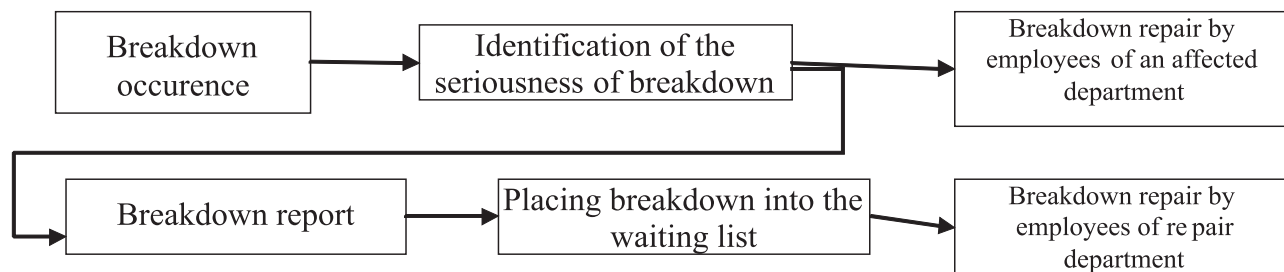 Breakdown
occurence
Identification of the
seriousness of breakdown
Breakdown repair by
employees of an affected
department
Breakdown report
Placing breakdown into the
waiting list
Breakdown repair by
employees of re pair
department